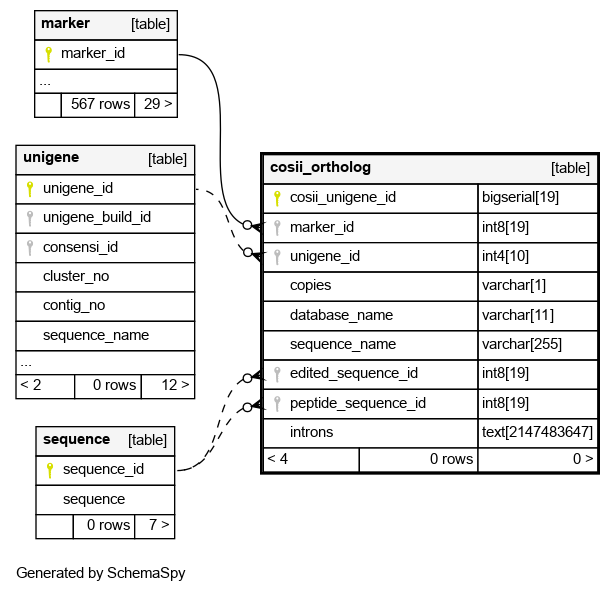 marker [table]
marker_id
...
567 rows 29 >
unigene [table]
unigene_id
unigene_build_id
consensi_id
cluster_no
contig_no
sequence_name
...
< 2 0 rows 12 >
sequence [table]
sequence_id
sequence
0 rows 7 >
cosii_ortholog [table]
cosii_unigene_id bigserial[19]
marker_id int8[19]
unigene_id int4[10]
copies varchar[1]
database_name varchar[11]
sequence_name varchar[255]
edited_sequence_id int8[19]
peptide_sequence_id int8[19]
introns text[2147483647]
< 4 0 rows 0 >
Generated by SchemaSpy